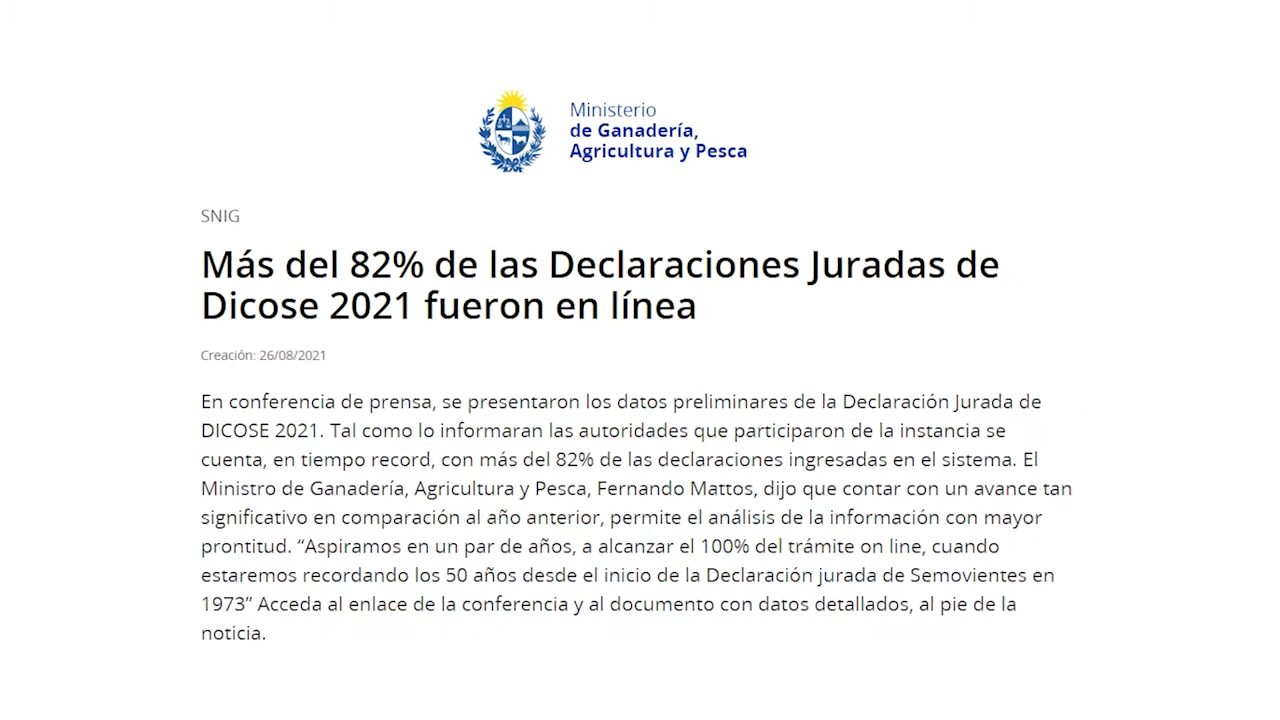 Ministerio
de Ganadería,
Agricultura y Pesca
SNIG
Más del 82% de las Declaraciones Juradas de
Dicose 2021 fueron en línea
Creación: 26/08/2021
En conferencia de prensa, se presentaron los datos preliminares de la Declaración Jurada de
DICOSE 2021. Tal como lo informaran las autoridades que participaron de la instancia se
cuenta, en tiempo record, con más del 82% de las declaraciones ingresadas en el sistema. El
Ministro de Ganadería, Agricultura y Pesca, Fernando Mattos, dijo que contar con un avance tan
significativo en comparación al año anterior, permite el análisis de la información con mayor
prontitud. “Aspiramos en un par de años, a alcanzar el 100% del trámite on line, cuando
estaremos recordando los 50 años desde el inicio de la Declaración jurada de Semovientes en
1973” Acceda al enlace de la conferencia y al documento con datos detallados, al pie de la
noticia.